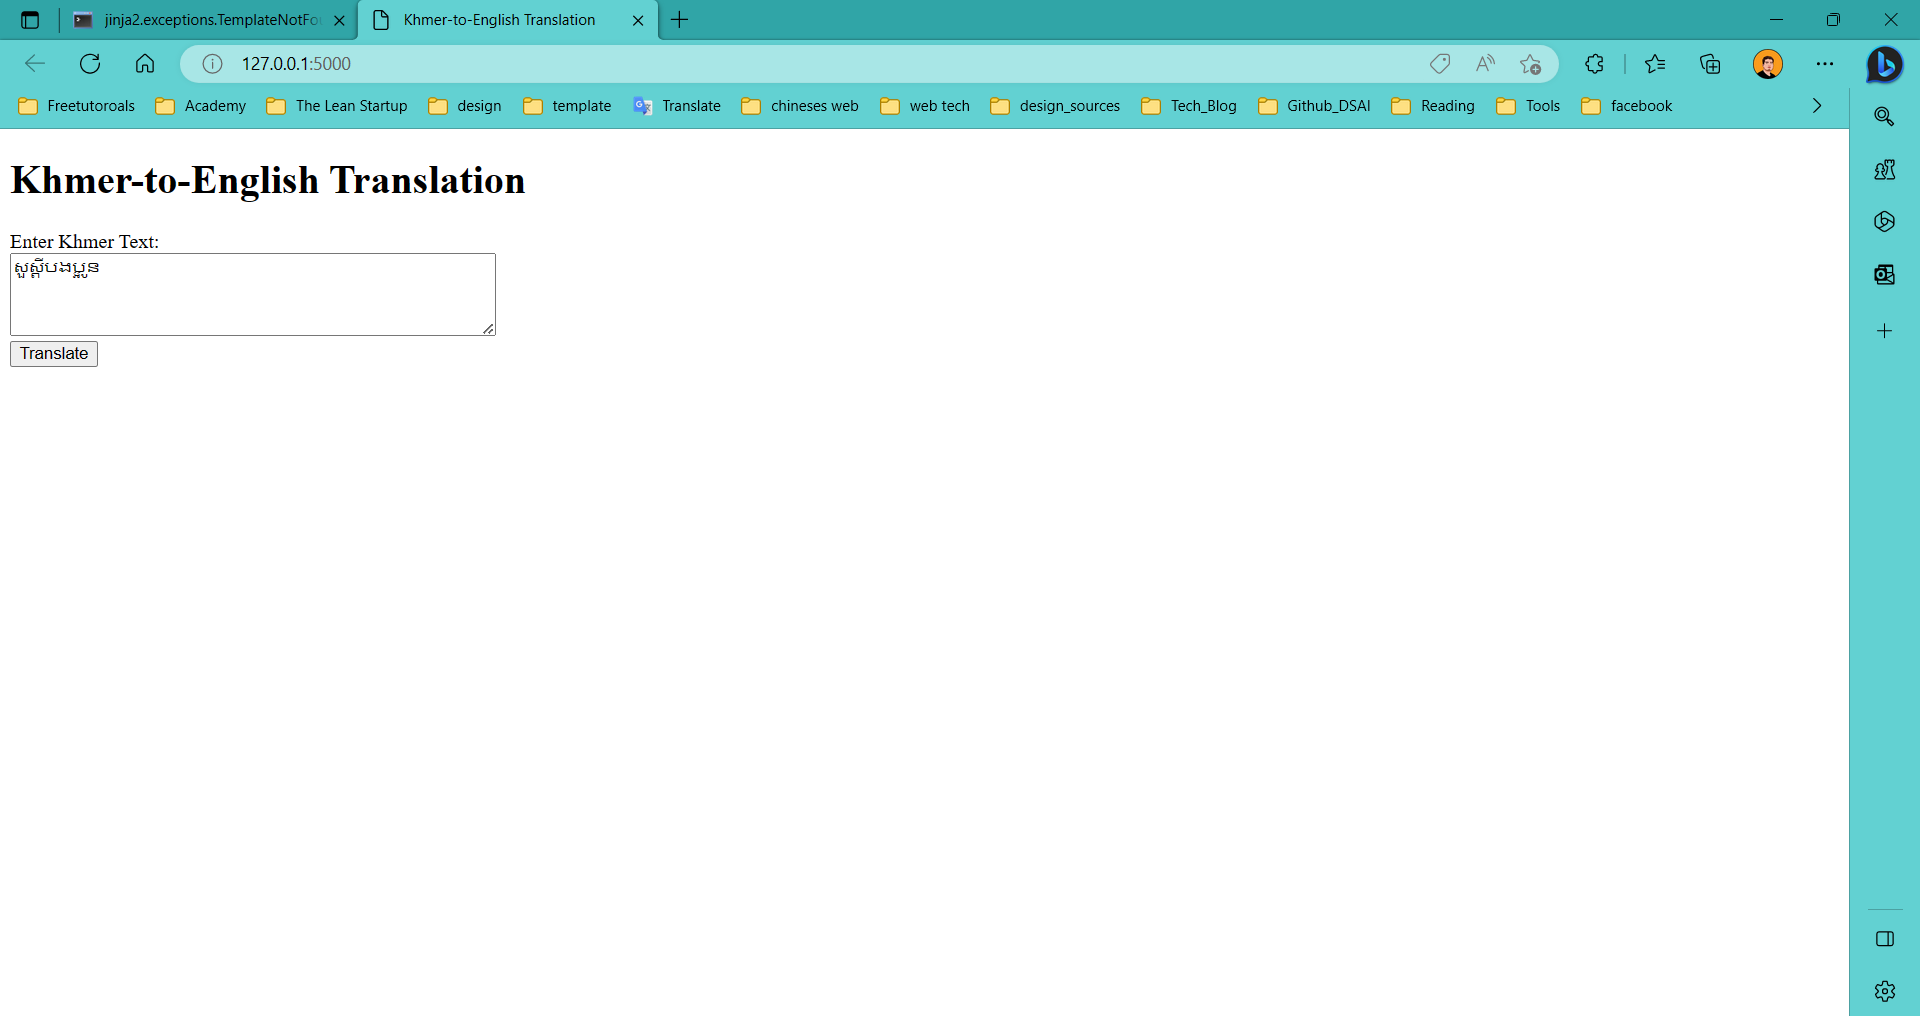 jinja2.exceptions.TemplateNotFo
Khmer-to-English Translation
127.0.0.1:5000
Freetutoroals
Academy
The Lean Startup
design
template
Translate
chineses web
web tech
design_sources
Tech_Blog
Github_DSAI
Reading
Tools
facebook
Khmer-to-English Translation
Enter Khmer Text:
សួស្តីបងប្អូន
Translate